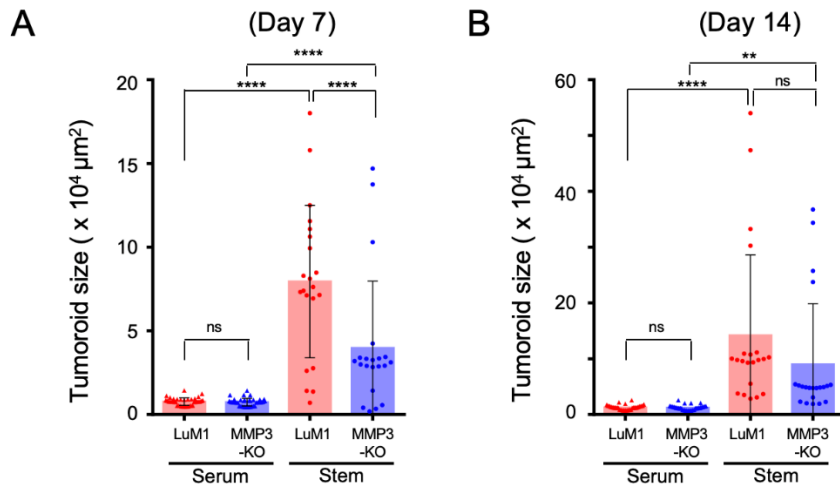 A
(Day 7)
****
****
****
ns
Tumoroid size ( x 10⁴ µm²)
20
15
10
5
0
LuM1
MMP3
-KO
LuM1
MMP3
-KO
Serum
Stem
B
(Day 14)
**
****
ns
ns
Tumoroid size ( x 10⁴ µm²)
60
40
20
10
0
LuM1
MMP3
-KO
LuM1
MMP3
-KO
Serum
Stem